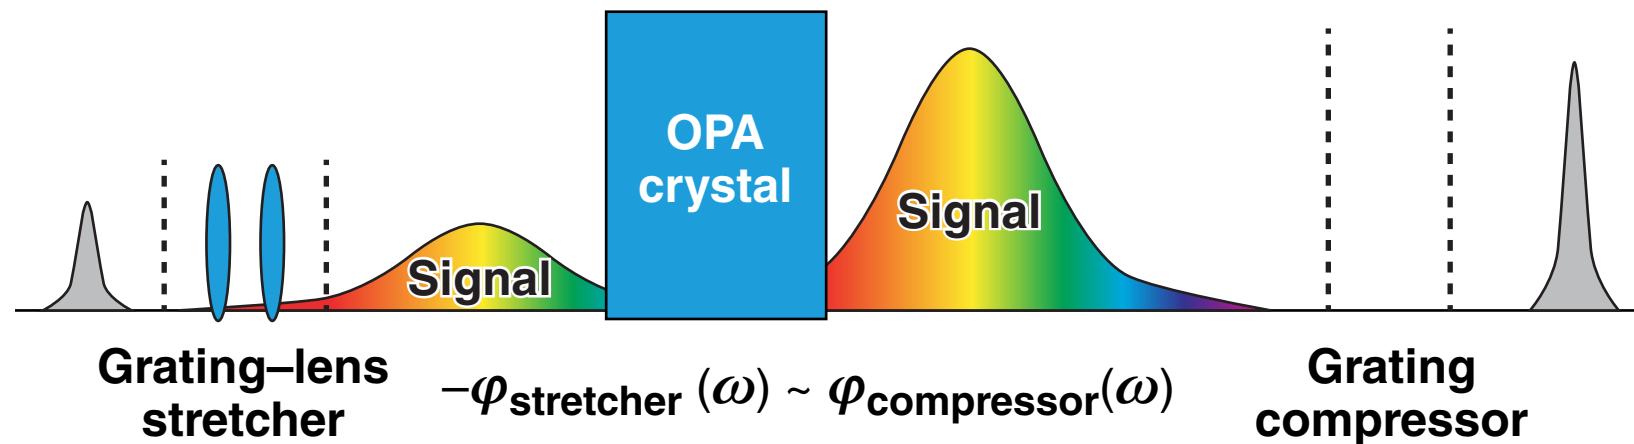 OPA
crystal
Signal
Signal
Grating–lens
stretcher
−φstretcher (ω) ~ φcompressor(ω)
Grating
compressor